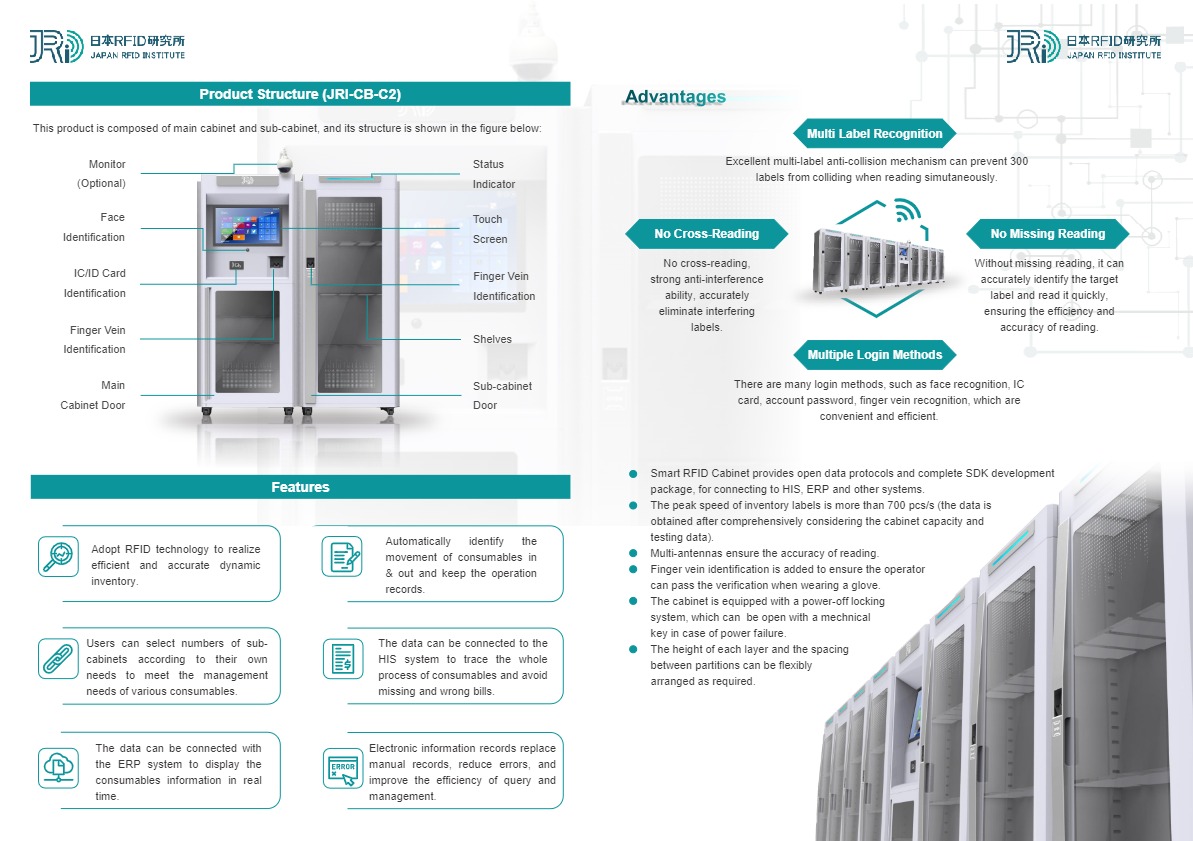 日本RFID研究所
JAPAN RFID INSTITUTE
Product Structure (JRI-CB-C2)
This product is composed of main cabinet and sub-cabinet, and its structure is shown in the figure below:
Monitor
(Optional)
Face
Identification
IC/ID Card
Identification
Finger Vein
Identification
Main
Cabinet Door
Status
Indicator
Touch
Screen
Finger Vein
Identification
Shelves
Sub-cabinet
Door
Features
Adopt RFID technology to realize
efficient and accurate dynamic
inventory.
Automatically identify the
movement of consumables in
& out and keep the operation
records.
Users can select numbers of sub-
cabinets according to their own
needs to meet the management
needs of various consumables.
The data can be connected to the
HIS system to trace the whole
process of consumables and avoid
missing and wrong bills.
The data can be connected with
the ERP system to display the
consumables information in real
time.
ERROR
Electronic information records replace
manual records, reduce errors, and
improve the efficiency of query and
management.
JRi
日本RFID研究所
JAPAN RFID INSTITUTE
Advantages
Multi Label Recognition
Excellent multi-label anti-collision mechanism can prevent 300
labels from colliding when reading simutaneously.
No Cross-Reading
No cross-reading,
strong anti-interference
ability, accurately
eliminate interfering
labels.
No Missing Reading
Without missing reading, it can
accurately identify the target
label and read it quickly,
ensuring the efficiency and
accuracy of reading.
Multiple Login Methods
There are many login methods, such as face recognition, IC
card, account password, finger vein recognition, which are
convenient and efficient.
Smart RFID Cabinet provides open data protocols and complete SDK development
package, for connecting to HIS, ERP and other systems.
The peak speed of inventory labels is more than 700 pcs/s (the data is
obtained after comprehensively considering the cabinet capacity and
testing data).
Multi-antennas ensure the accuracy of reading.
Finger vein identification is added to ensure the operator
can pass the verification when wearing a glove.
The cabinet is equipped with a power-off locking
system, which can be open with a mechnical
key in case of power failure.
The height of each layer and the spacing
between partitions can be flexibly
arranged as required.